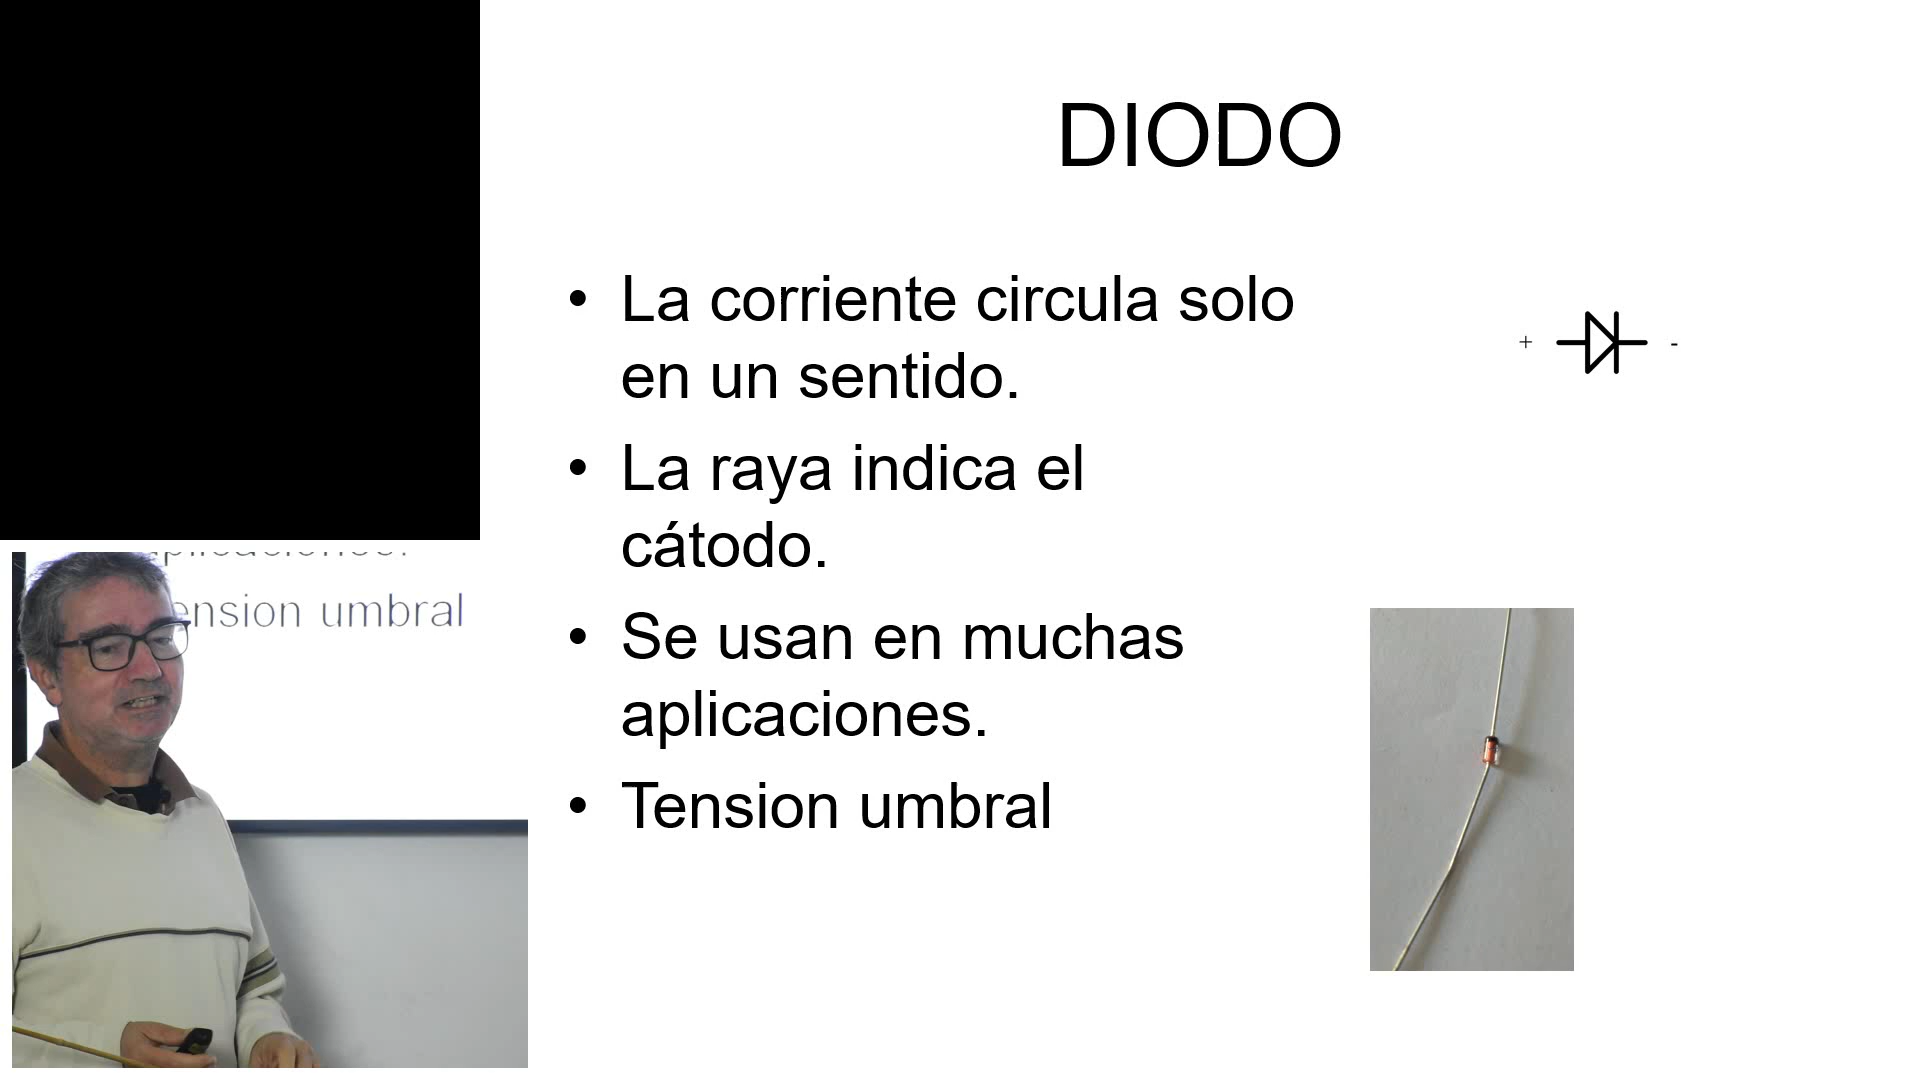 DIODO
• La corriente circula solo
en un sentido.
+ -
• La raya indica el
cátodo.
• Se usan en muchas
aplicaciones.
• Tension umbral
aplicaciones.
ension umbral